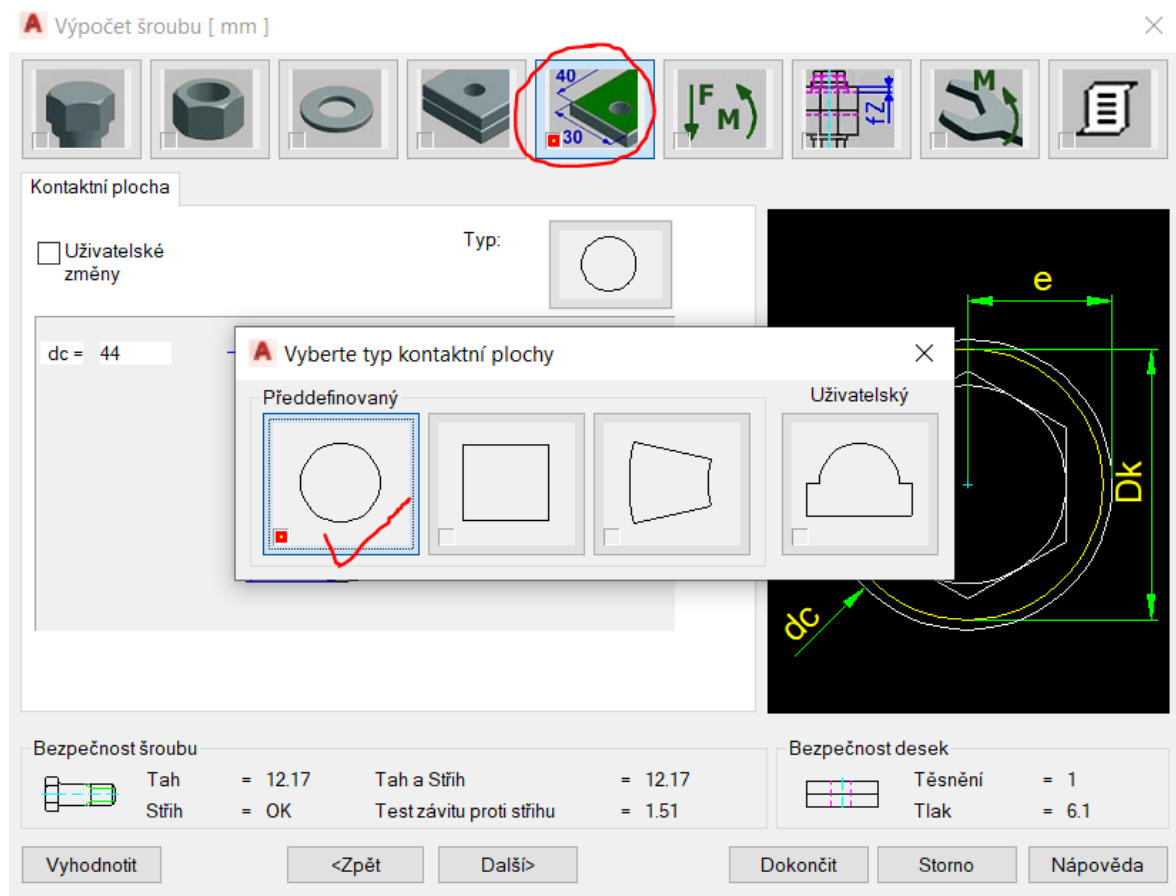 Výpočet šroubu [ mm ]
40
30
F
M
fZ
M
Kontaktní plocha
Uživatelské
změny
Typ:
dc = 44
Vyberte typ kontaktní plochy
Předdefinovaný
Uživatelský
e
Dk
dc
Bezpečnost šroubu
Tah = 12.17 Tah a Střih = 12.17
Střih = OK Test závitu proti střihu = 1.51
Bezpečnost desek
Těsnění = 1
Tlak = 6.1
Vyhodnotit <Zpět Další> Dokončit Storno Nápověda